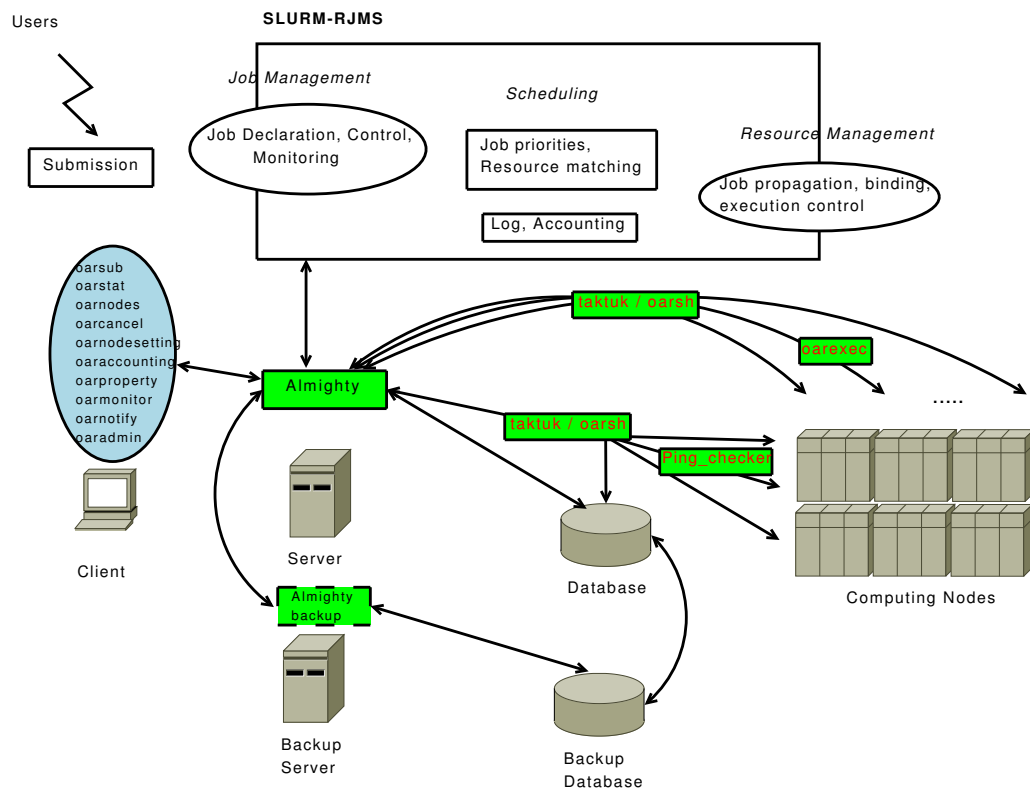 Users
SLURM-RJMS
Job Management
Scheduling
Resource Management
Submission
Job Declaration, Control,
Monitoring
Job priorities,
Resource matching
Job propagation, binding,
execution control
Log, Accounting
oarsub
oarstat
oarnodes
oarcancel
oarnodesetting
oaraccounting
oarproperty
oarmonitor
oarnotify
oaradmin
taktuk / oarsh
oarexec
Almighty
.....
taktuk / oarsh
Ping_checker
Client
Server
Database
Computing Nodes
Almighty
backup
Backup
Server
Backup
Database